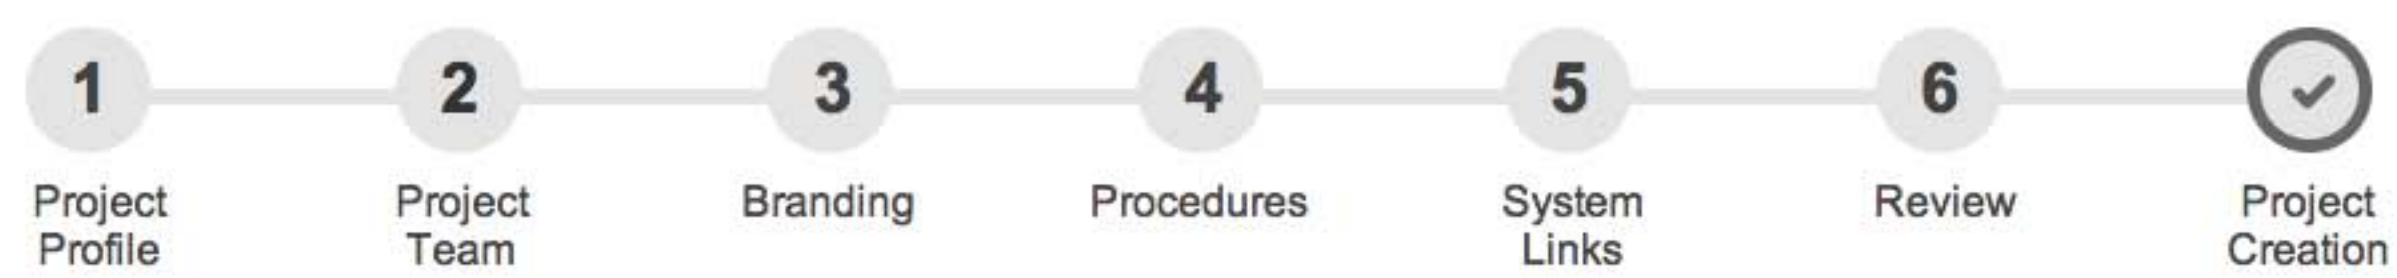 1 2 3 4 5 6
Project
Profile
Project
Team
Branding
Procedures
System
Links
Review
Project
Creation